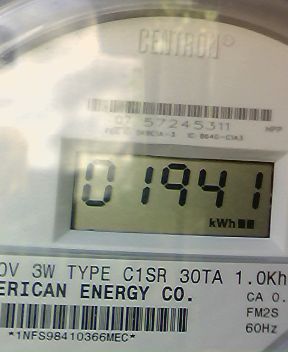 CENTRON®
57245311
01941
kWh
0V 3W TYPE C1SR 30TA 1.0Kh
ERICAN ENERGY CO.
CA 0.
FM2S
60Hz
*1NFS98410366MEC*